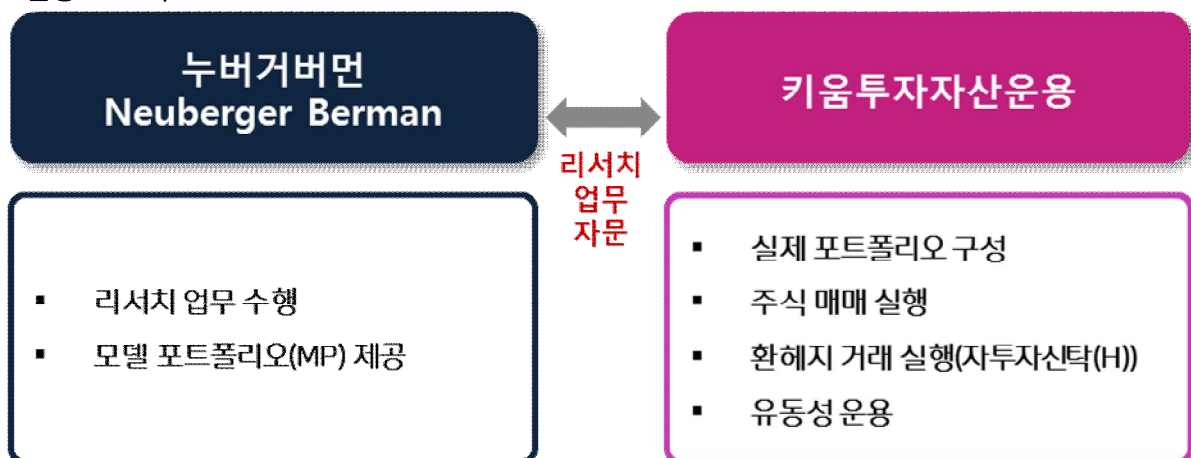 누버거버먼
Neuberger Berman
리서치
업무
자문
키움투자자산운용
▪ 리서치 업무 수행
▪ 모델 포트폴리오(MP) 제공
▪ 실제 포트폴리오 구성
▪ 주식 매매 실행
▪ 환헤지 거래 실행(자투자신탁(H))
▪ 유동성 운용